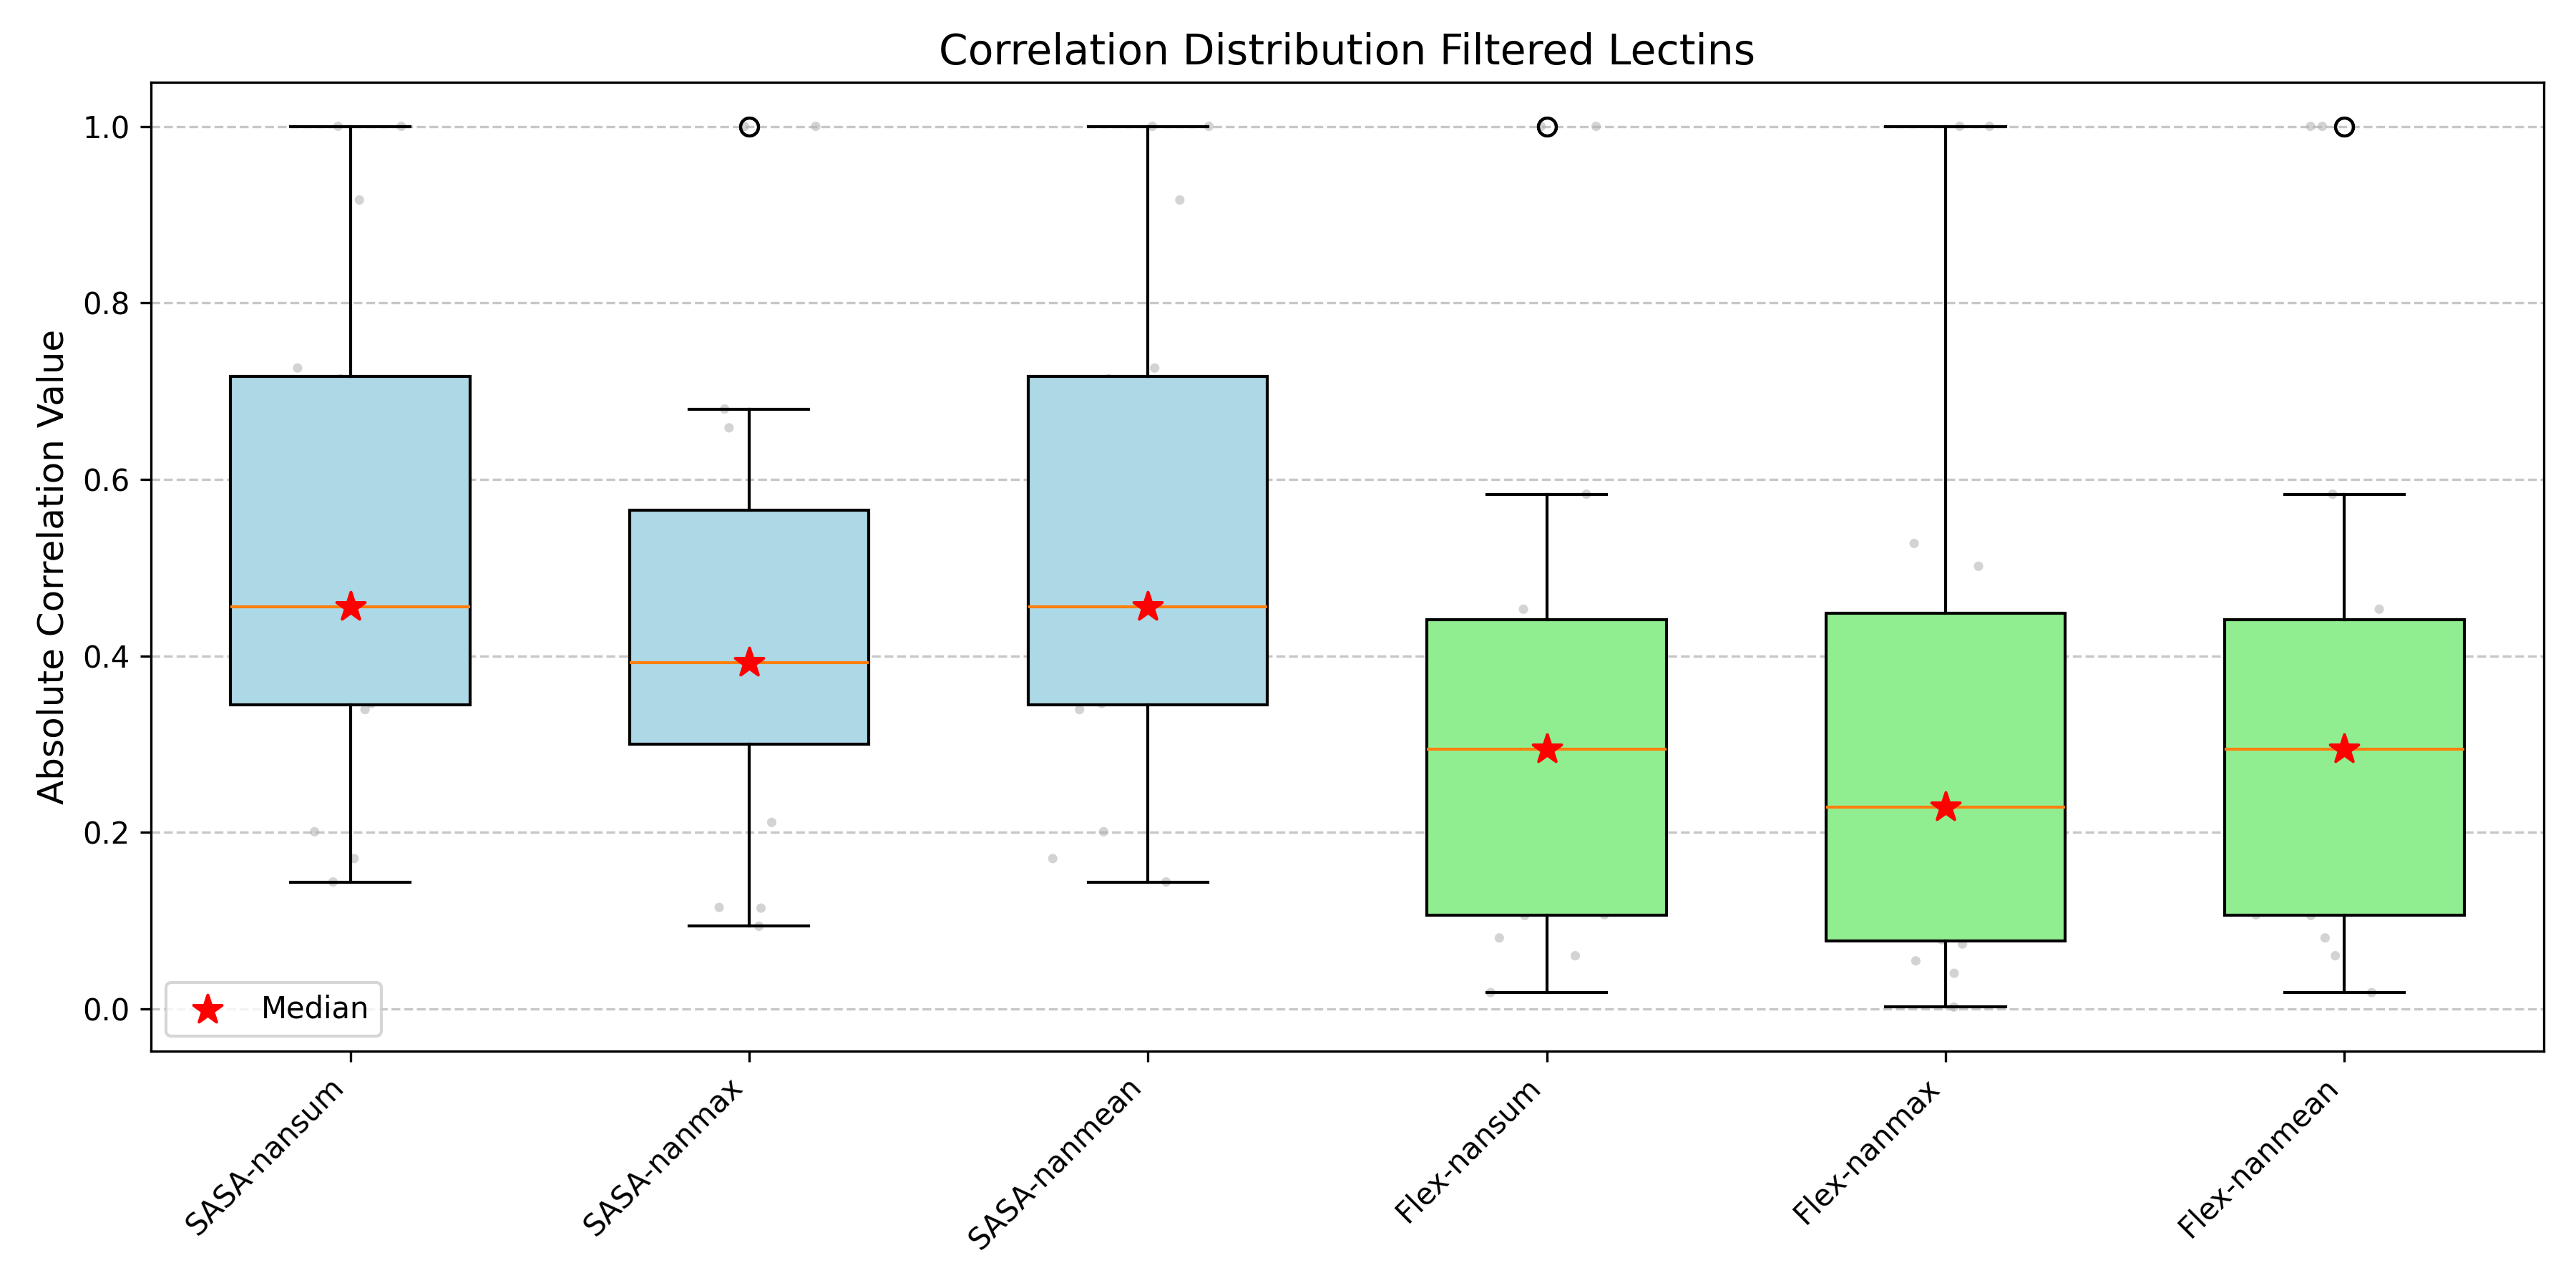 Correlation Distribution Filtered Lectins
Absolute Correlation Value
1.0
0.8
0.6
0.4
0.2
0.0
Median
SASA-nansum
SASA-nanmax
SASA-nanmean
Flex-nansum
Flex-nanmax
Flex-nanmean